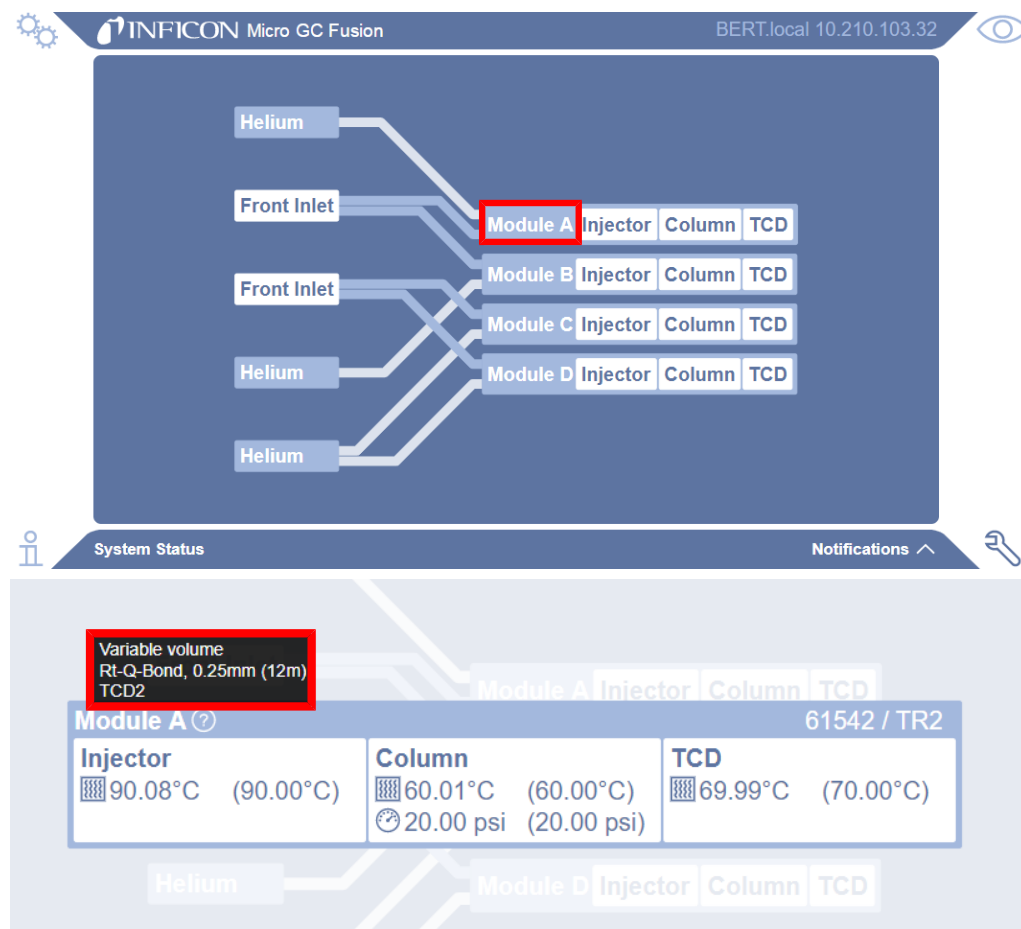 INFICON Micro GC Fusion
BERT.local 10.210.103.32
Helium
Front Inlet
Module A Injector Column TCD
Module B Injector Column TCD
Front Inlet
Module C Injector Column TCD
Helium
Module D Injector Column TCD
Helium
System Status
Notifications
Variable volume
Rt-Q-Bond, 0.25mm (12m)
TCD2
Module A Injector Column TCD
Module A ? 61542 / TR2
Injector Column TCD
90.08°C (90.00°C) 60.01°C (60.00°C) 69.99°C (70.00°C)
20.00 psi (20.00 psi)
Helium
Module D Injector Column TCD